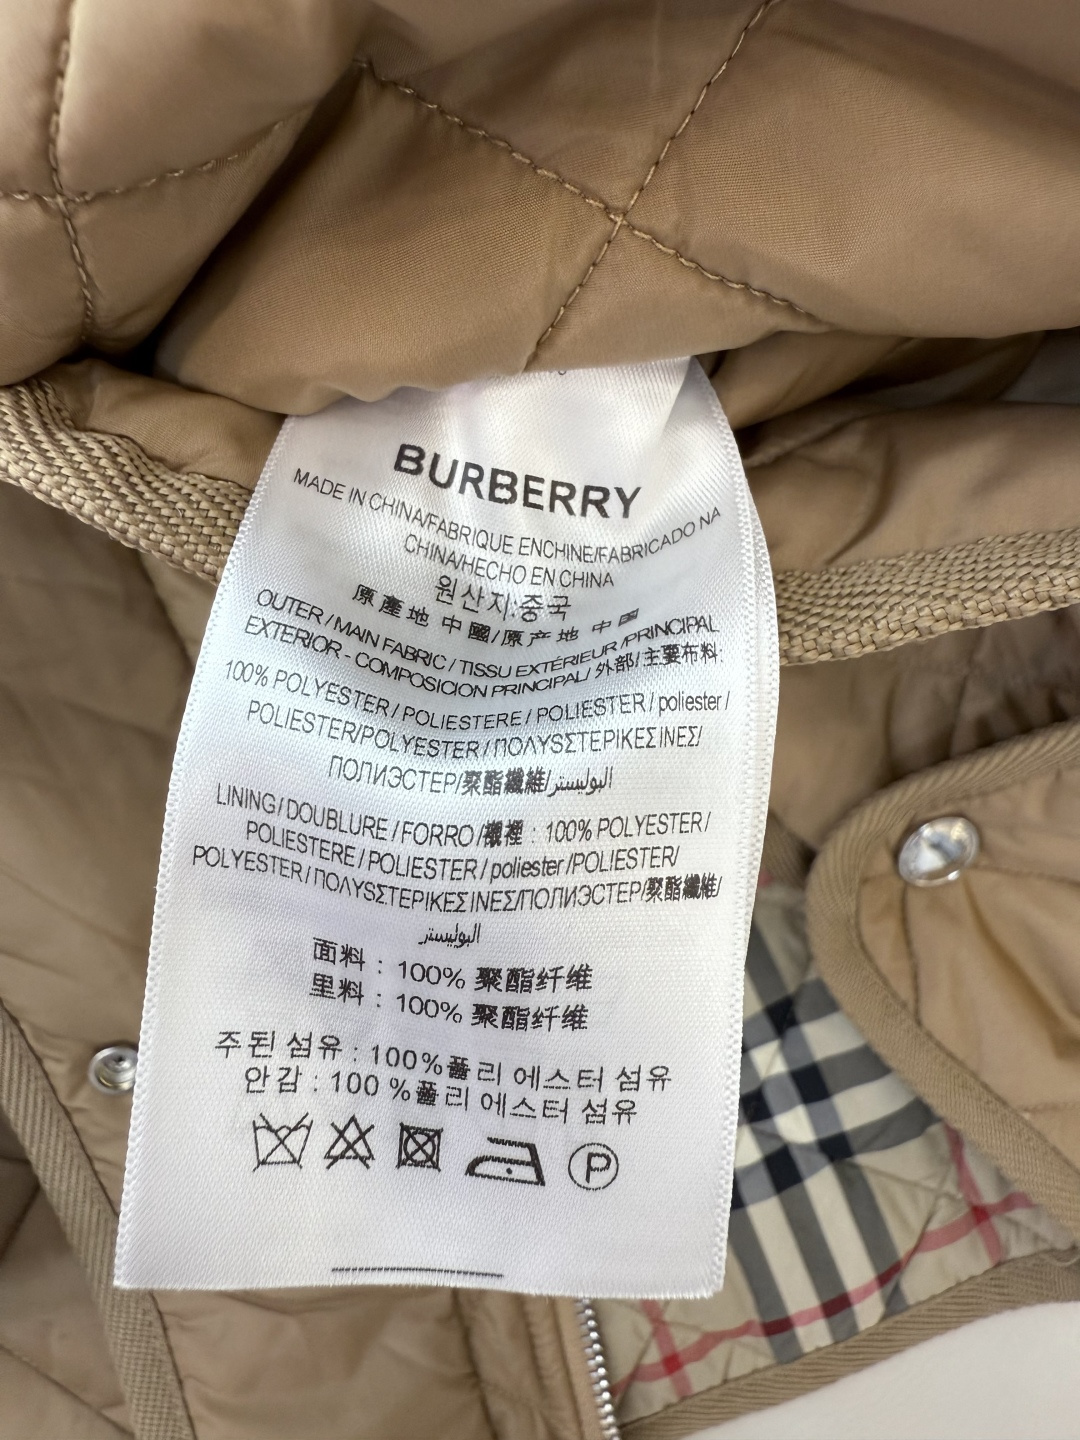 BURBERRY
MADE IN CHINA/FABRIQUE ENCHINE/FABRICADO NA
CHINA/HECHO EN CHINA
원산지:중국
原產地 中國/原产地 中国
OUTER / MAIN FABRIC / TISSU EXTÉRIEUR /PRINCIPAL
EXTERIOR - COMPOSICION PRINCIPAL/ 外部/主要布料:
100% POLYESTER / POLIESTERE / POLIESTER / poliester /
POLIESTER/POLYESTER / ΠΟΛΥSΣΤΕΡΙΚΕΣ ΙΝΕΣ/
ПОЛИЭСТЕР/聚酯纖維/البوليستر
LINING / DOUBLURE / FORRO /襯裡 : 100% POLYESTER /
POLIESTERE / POLIESTER / poliester /POLIESTER/
POLYESTER / ΠΟΛΥSΣΤΕΡΙΚΕΣ ΙΝΕΣ/ПОЛИЭСТЕР/聚酯纖維/
البوليستر
面料 : 100% 聚酯纤维
里料 : 100% 聚酯纤维
주된 섬유 : 100%폴리 에스터 섬유
안감 : 100 %폴리 에스터 섬유
P